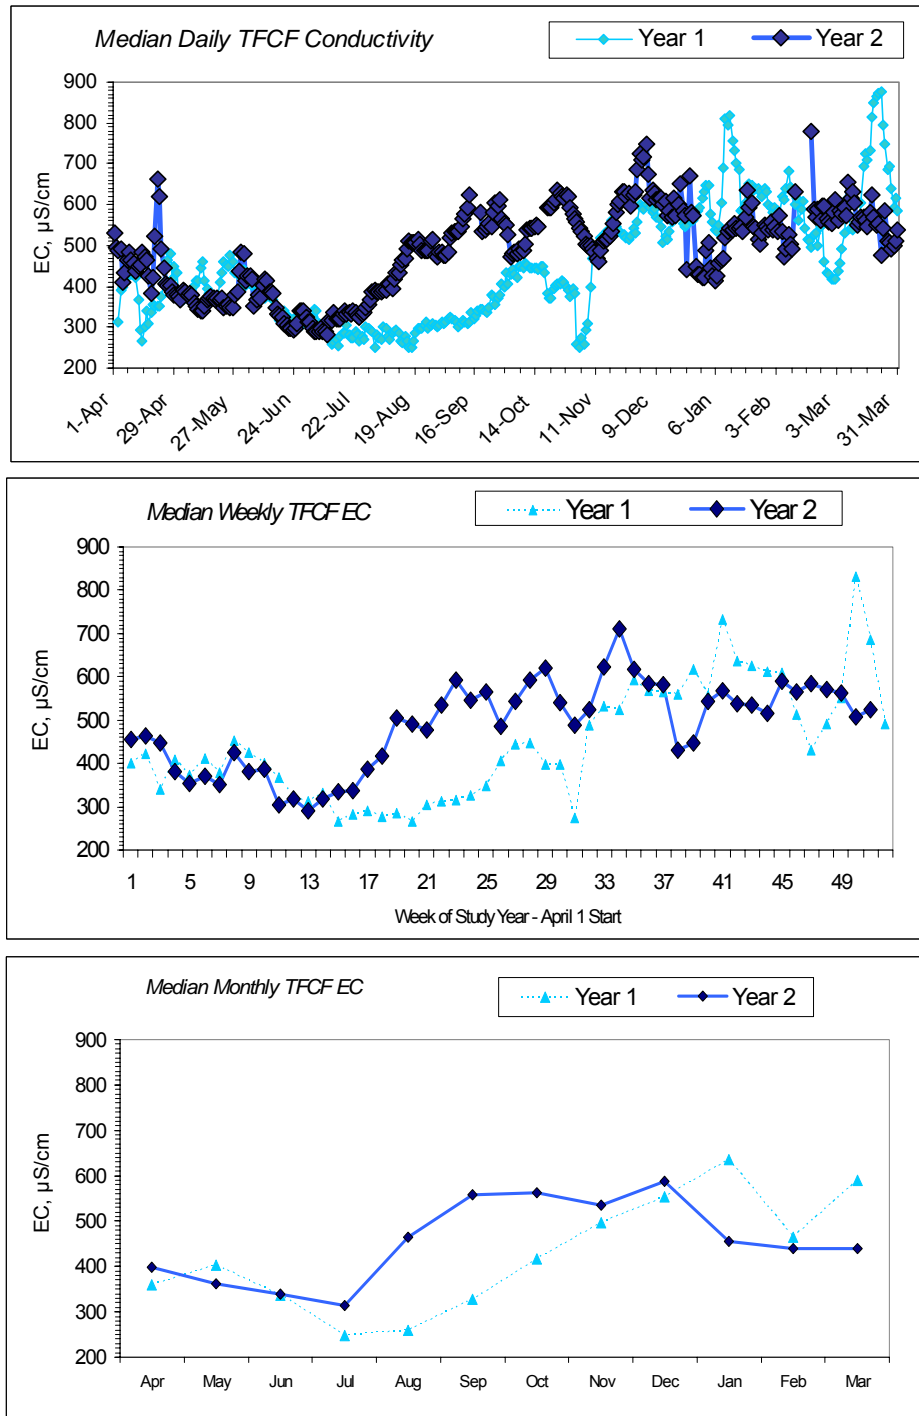 Median Daily TFCF Conductivity
Year 1 Year 2
900
800
700
600
500
400
300
200
EC, µS/cm
1-Apr 29-Apr 27-May 24-Jun 22-Jul 19-Aug 16-Sep 14-Oct 11-Nov 9-Dec 6-Jan 3-Feb 3-Mar 31-Mar
Median Weekly TFCF EC
Year 1 Year 2
900
800
700
600
500
400
300
200
EC, µS/cm
1 5 9 13 17 21 25 29 33 37 41 45 49
Week of Study Year - April 1 Start
Median Monthly TFCF EC
Year 1 Year 2
900
800
700
600
500
400
300
200
EC, µS/cm
Apr May Jun Jul Aug Sep Oct Nov Dec Jan Feb Mar